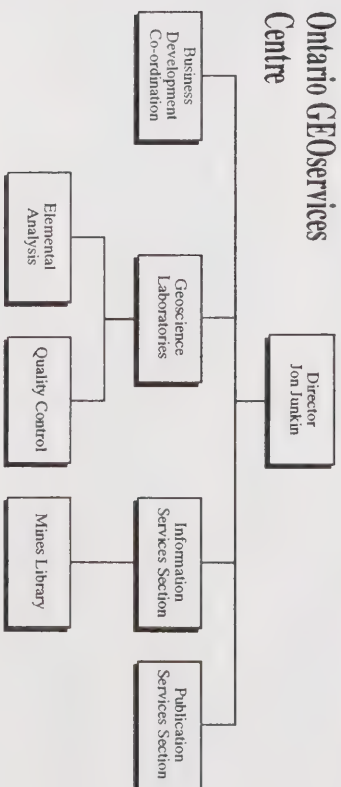 Ontario GEOservices
Centre
Director
Jon Junkin
Business
Development
Co-ordination
Geoscience
Laboratories
Information
Services Section
Publication
Services Section
Elemental
Analysis
Quality Control
Mines Library